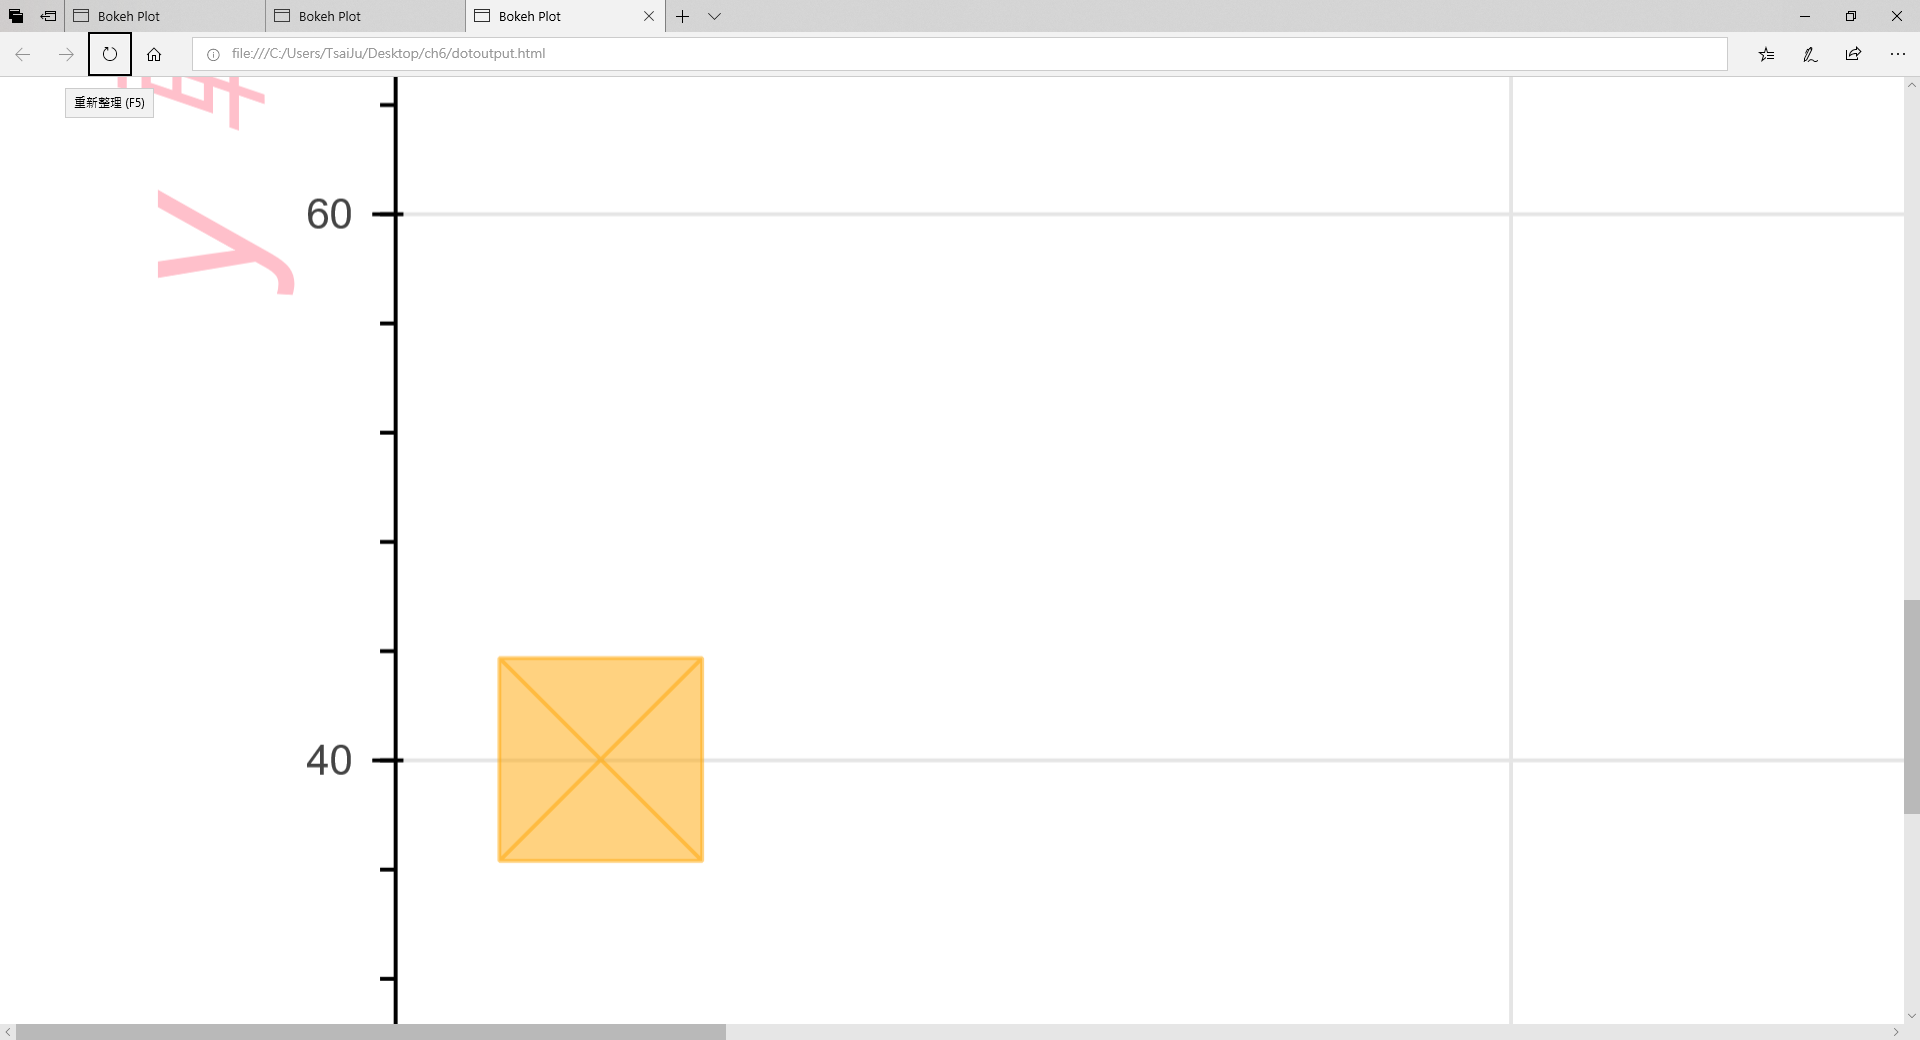 Bokeh Plot
Bokeh Plot
Bokeh Plot
file:///C:/Users/TsaiJu/Desktop/ch6/dotoutput.html
重新整理 (F5)
y
60
40